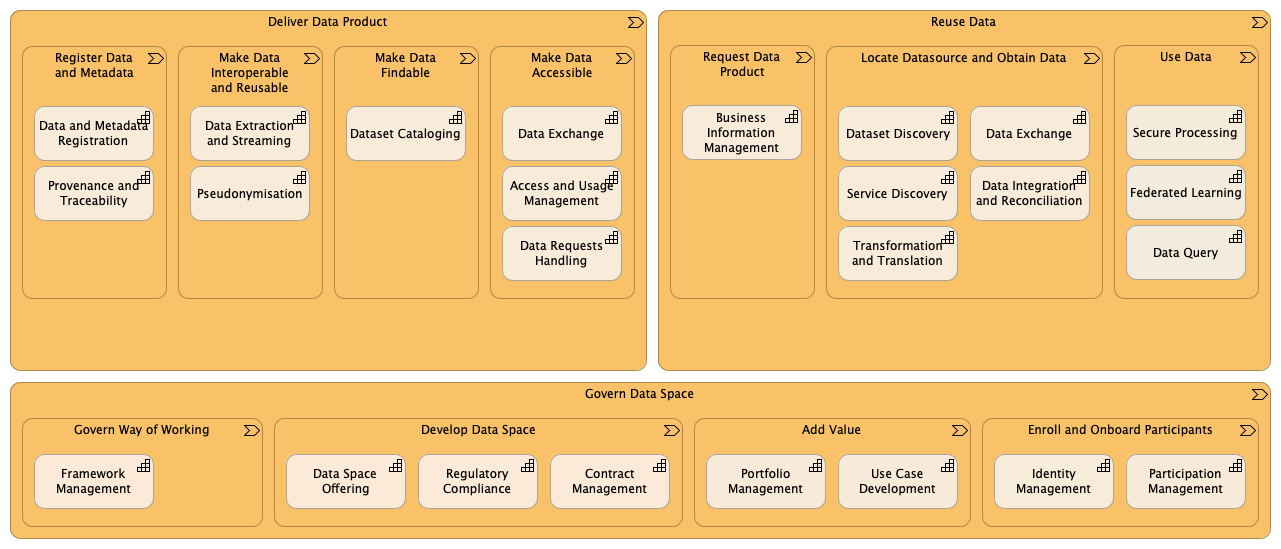 Deliver Data Product
Register Data
and Metadata
Data and Metadata
Registration
Provenance and
Traceability
Make Data
Interoperable
and Reusable
Data Extraction
and Streaming
Pseudonymisation
Make Data
Findable
Dataset Cataloging
Make Data
Accessible
Data Exchange
Access and Usage
Management
Data Requests
Handling
Reuse Data
Request Data
Product
Business
Information
Management
Locate Datasource and Obtain Data
Dataset Discovery
Data Exchange
Service Discovery
Data Integration
and Reconciliation
Transformation
and Translation
Use Data
Secure Processing
Federated Learning
Data Query
Govern Data Space
Govern Way of Working
Framework
Management
Develop Data Space
Data Space
Offering
Regulatory
Compliance
Contract
Management
Add Value
Portfolio
Management
Use Case
Development
Enroll and Onboard Participants
Identity
Management
Participation
Management